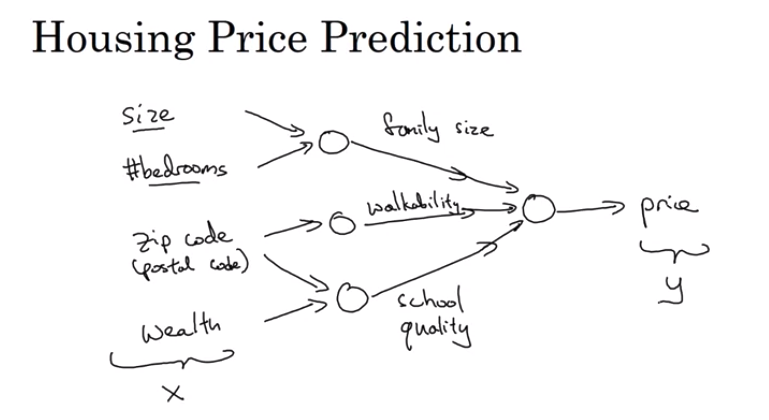 Housing Price Prediction
size
family size
#bedrooms
walkability
price
zip code
(postal code)
y
school
quality
wealth
x